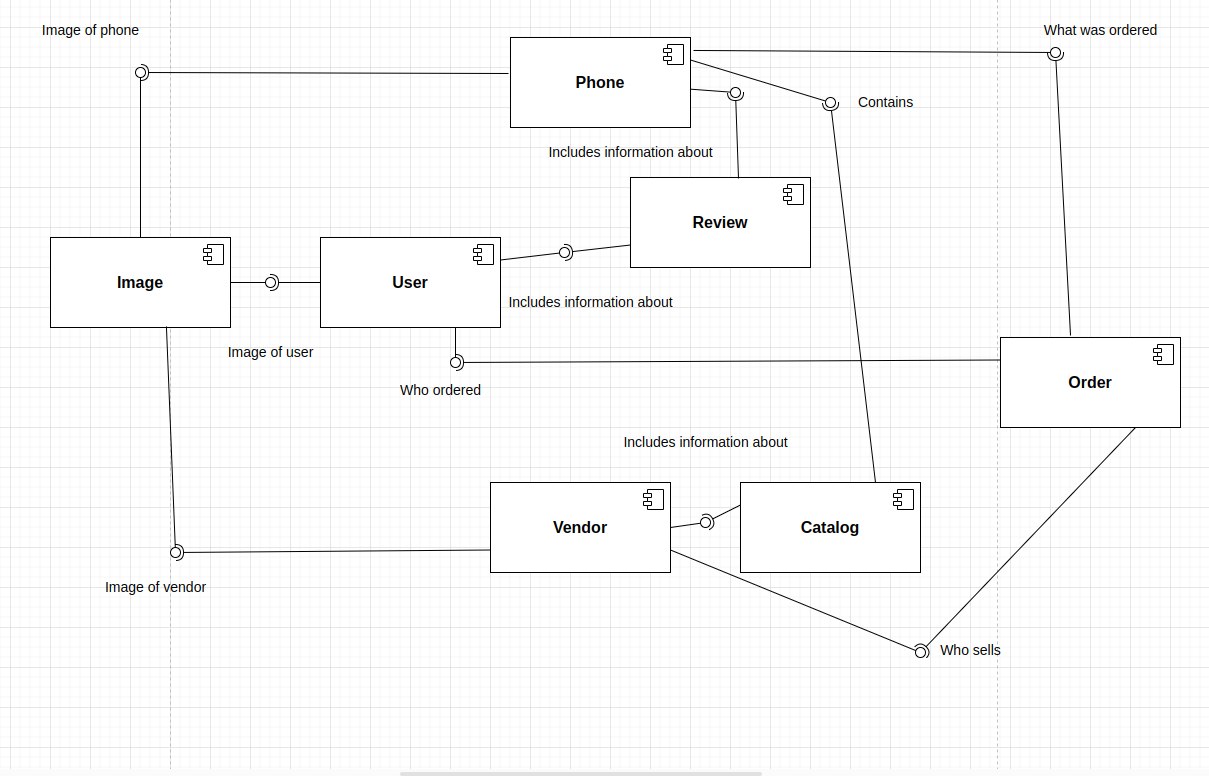 Image of phone
What was ordered
Phone
Contains
Includes information about
Review
Image
User
Includes information about
Image of user
Who ordered
Order
Includes information about
Vendor
Catalog
Image of vendor
Who sells